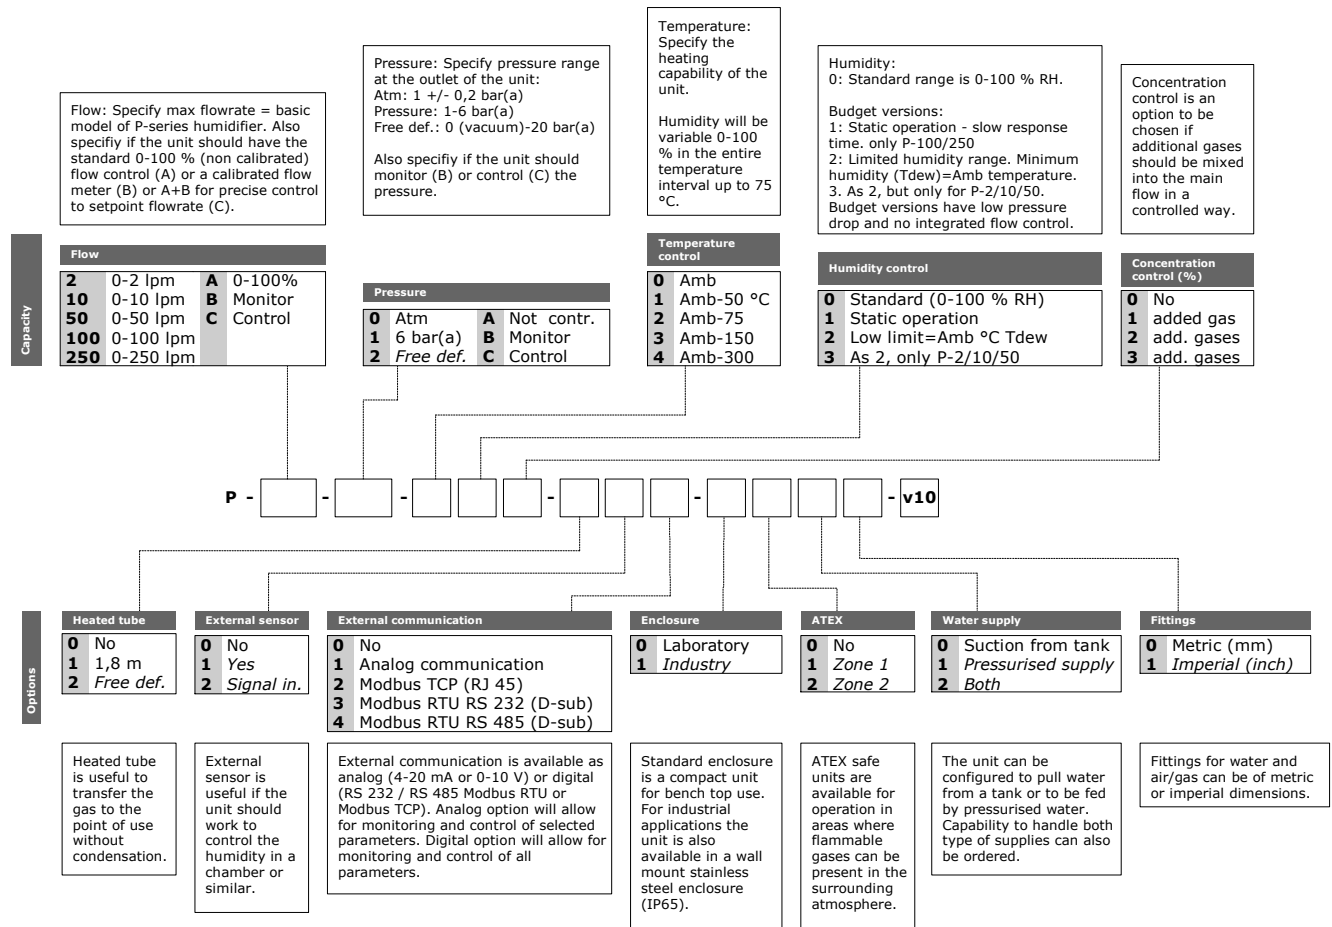 Flow: Specify max flowrate = basic
model of P-series humidifier. Also
specifiy if the unit should have the
standard 0-100 % (non calibrated)
flow control (A) or a calibrated flow
meter (B) or A+B for precise control
to setpoint flowrate (C).
Pressure: Specify pressure range
at the outlet of the unit:
Atm: 1 +/- 0,2 bar(a)
Pressure: 1-6 bar(a)
Free def.: 0 (vacuum)-20 bar(a)
Also specifiy if the unit should
monitor (B) or control (C) the
pressure.
Temperature:
Specify the
heating
capability of the
unit.
Humidity will be
variable 0-100
% in the entire
temperature
interval up to 75
°C.
Humidity:
0: Standard range is 0-100 % RH.
Budget versions:
1: Static operation - slow response
time. only P-100/250
2: Limited humidity range. Minimum
humidity (Tdew)=Amb temperature.
3. As 2, but only for P-2/10/50.
Budget versions have low pressure
drop and no integrated flow control.
Concentration
control is an
option to be
chosen if
additional gases
should be mixed
into the main
flow in a
controlled way.
Capacity
Flow
2 0-2 lpm A 0-100%
10 0-10 lpm B Monitor
50 0-50 lpm C Control
100 0-100 lpm
250 0-250 lpm
Pressure
0 Atm A Not contr.
1 6 bar(a) B Monitor
2 Free def. C Control
Temperature
control
0 Amb
1 Amb-50 °C
2 Amb-75
3 Amb-150
4 Amb-300
Humidity control
0 Standard (0-100 % RH)
1 Static operation
2 Low limit=Amb °C Tdew
3 As 2, only P-2/10/50
Concentration
control (%)
0 No
1 added gas
2 add. gases
3 add. gases
P - - - - - - v10
Options
Heated tube
0 No
1 1,8 m
2 Free def.
External sensor
0 No
1 Yes
2 Signal in.
External communication
0 No
1 Analog communication
2 Modbus TCP (RJ 45)
3 Modbus RTU RS 232 (D-sub)
4 Modbus RTU RS 485 (D-sub)
Enclosure
0 Laboratory
1 Industry
ATEX
0 No
1 Zone 1
2 Zone 2
Water supply
0 Suction from tank
1 Pressurised supply
2 Both
Fittings
0 Metric (mm)
1 Imperial (inch)
Heated tube
is useful to
transfer the
gas to the
point of use
without
condensation.
External
sensor is
useful if the
unit should
work to
control the
humidity in a
chamber or
similar.
External communication is available as
analog (4-20 mA or 0-10 V) or digital
(RS 232 / RS 485 Modbus RTU or
Modbus TCP). Analog option will allow
for monitoring and control of selected
parameters. Digital option will allow for
monitoring and control of all
parameters.
Standard enclosure
is a compact unit
for bench top use.
For industrial
applications the
unit is also
available in a wall
mount stainless
steel enclosure
(IP65).
ATEX safe
units are
available for
operation in
areas where
flammable
gases can be
present in the
surrounding
atmosphere.
The unit can be
configured to pull water
from a tank or to be fed
by pressurised water.
Capability to handle both
type of supplies can also
be ordered.
Fittings for water and
air/gas can be of metric
or imperial dimensions.